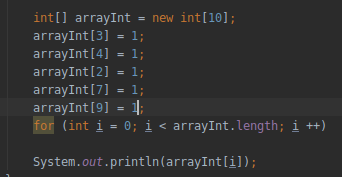 int[] arrayInt = new int[10];
arrayInt[3] = 1;
arrayInt[4] = 1;
arrayInt[2] = 1;
arrayInt[7] = 1;
arrayInt[9] = 1;
for (int i = 0; i < arrayInt.length; i ++)
System.out.println(arrayInt[i]);